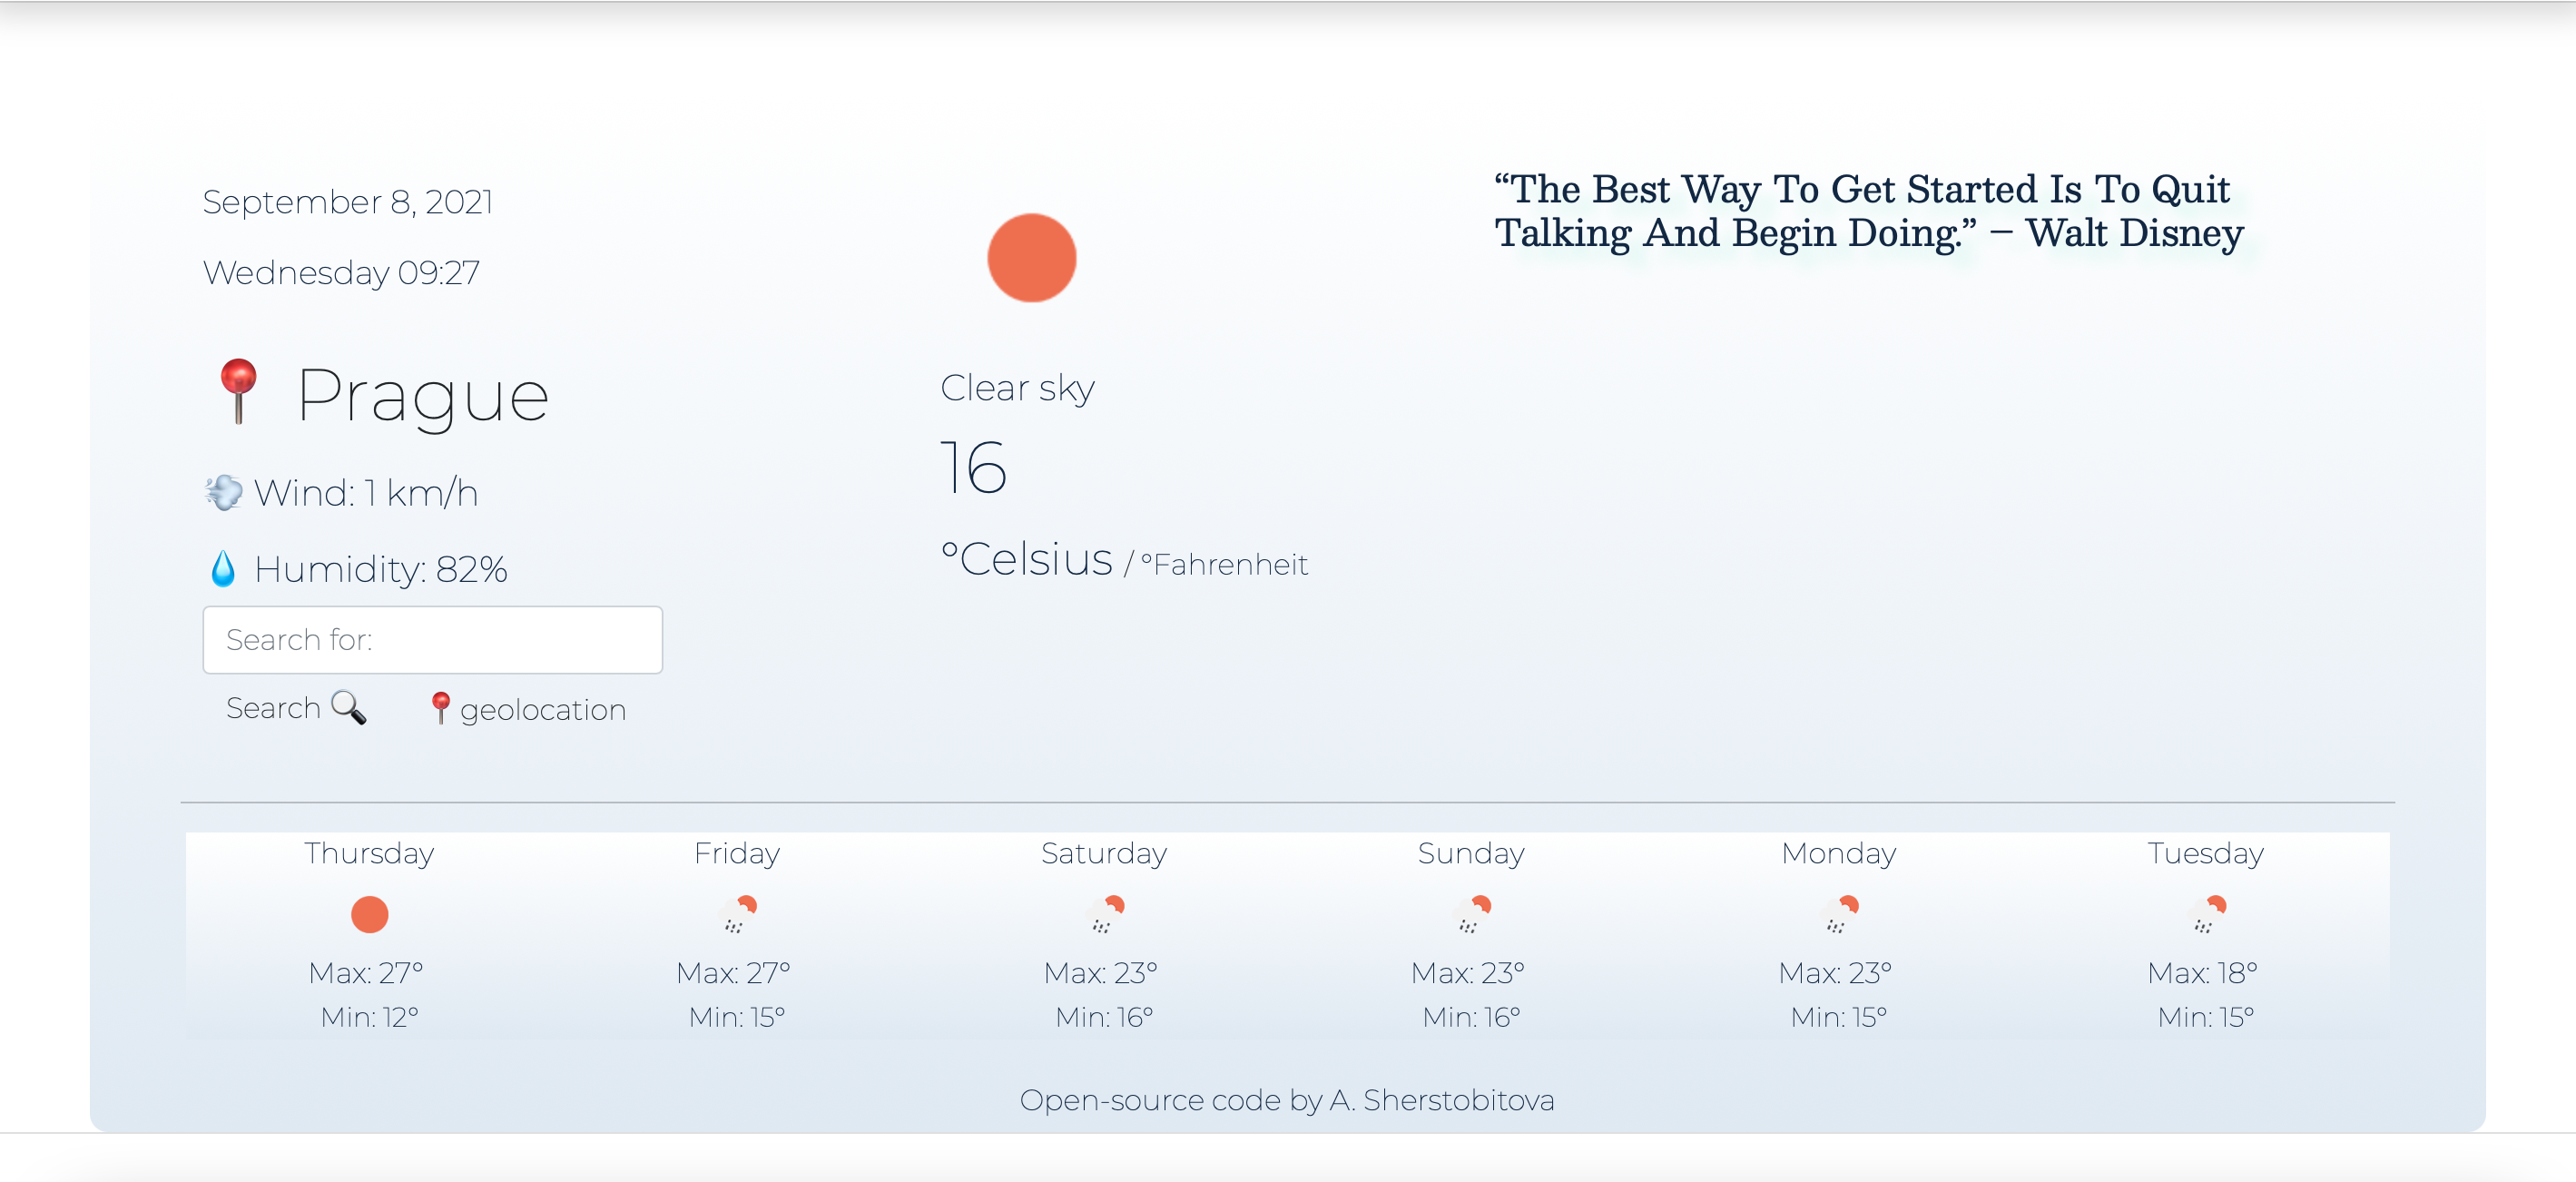 September 8, 2021
Wednesday 09:27
Prague
Wind: 1 km/h
Humidity: 82%
Search for:
Search
geolocation
Clear sky
16
°Celsius / °Fahrenheit
“The Best Way To Get Started Is To Quit
Talking And Begin Doing.” – Walt Disney
Thursday
Max: 27°
Min: 12°
Friday
Max: 27°
Min: 15°
Saturday
Max: 23°
Min: 16°
Sunday
Max: 23°
Min: 16°
Monday
Max: 23°
Min: 15°
Tuesday
Max: 18°
Min: 15°
Open-source code by A. Sherstobitova